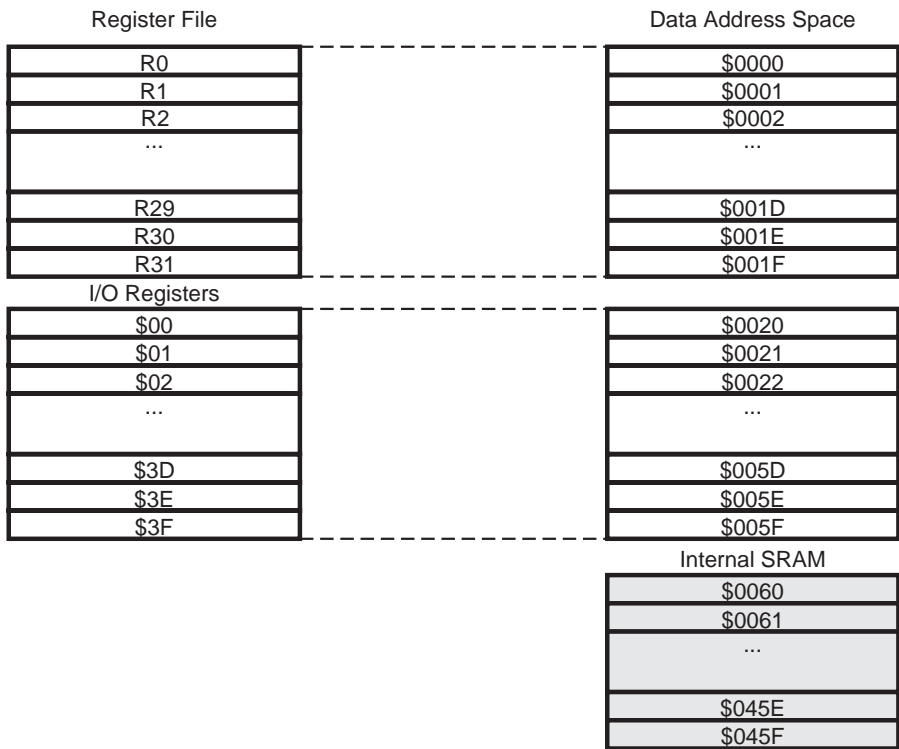 Register File
Data Address Space
R0
$0000
R1
$0001
R2
$0002
...
...
R29
$001D
R30
$001E
R31
$001F
I/O Registers
$00
$0020
$01
$0021
$02
$0022
...
...
$3D
$005D
$3E
$005E
$3F
$005F
Internal SRAM
$0060
$0061
...
$045E
$045F